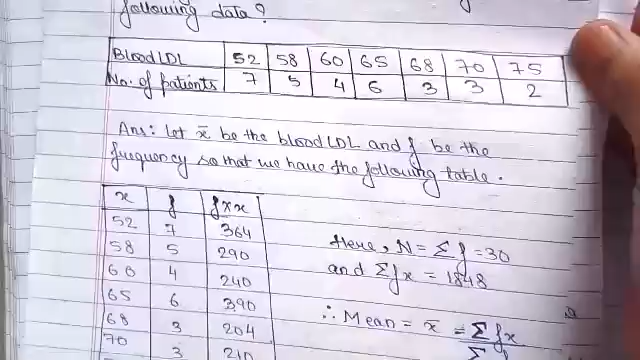 following data?
Blood LDL 52 58 60 65 68 70 75
No. of patients 7 5 4 6 3 3 2
Ans: Let x̄ be the blood LDL and f be the
frequency so that we have the following table.
x f f×x
52 7 364
58 5 290
60 4 240
65 6 390
68 3 204
70 3 210
Here, N = Σf = 30
and Σfx = 1848
∴ Mean = x̄ = Σfx
Σ